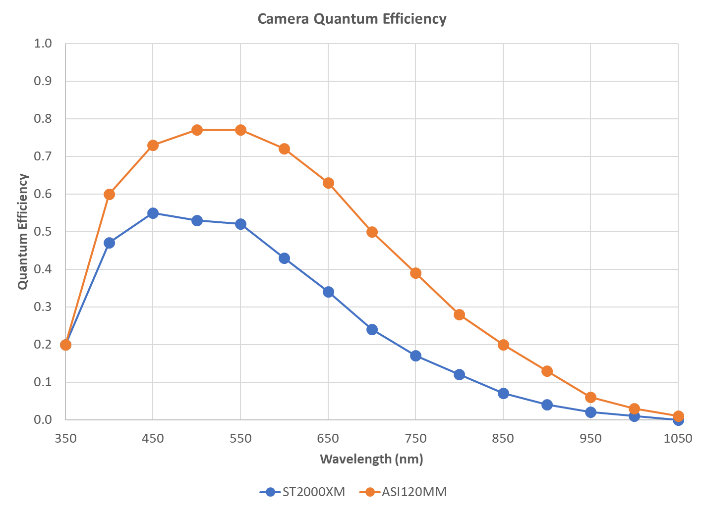 Camera Quantum Efficiency
1.0
0.9
0.8
0.7
0.6
0.5
0.4
0.3
0.2
0.1
0.0
Quantum Efficiency
350 450 550 650 750 850 950 1050
Wavelength (nm)
ST2000XM ASI120MM